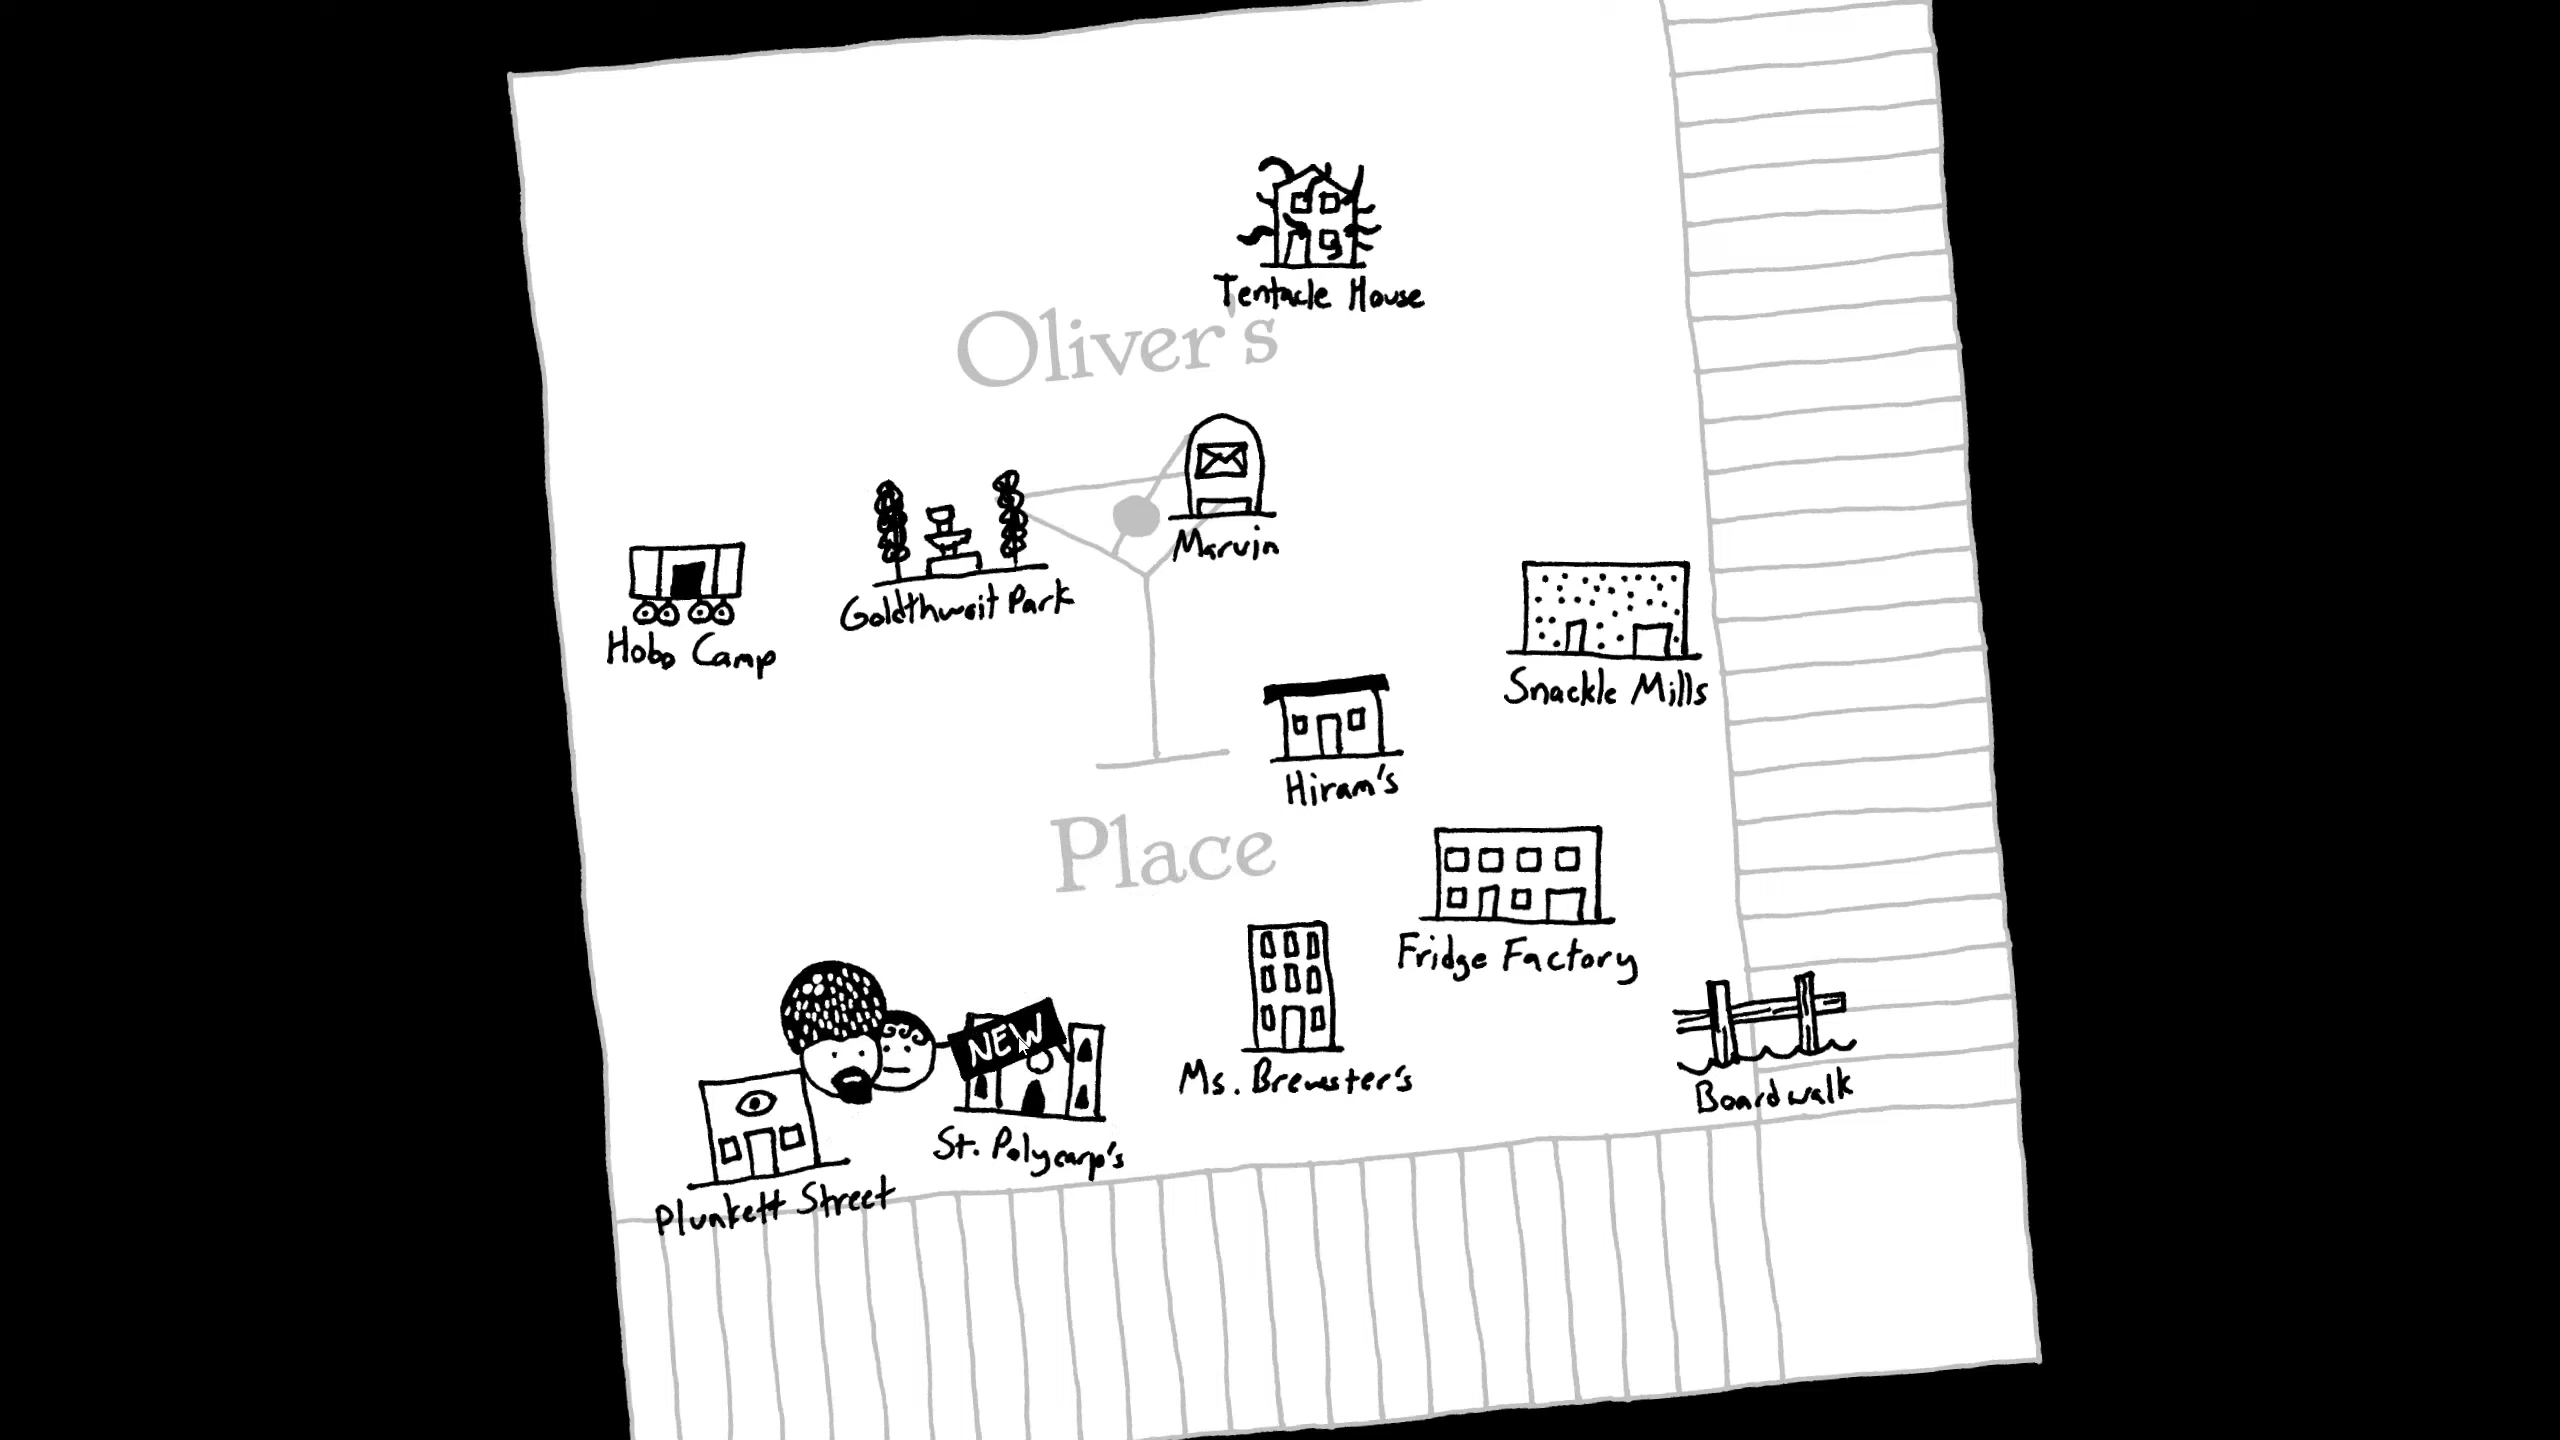 Tentacle House
Oliver's
Marvin
Goldthwait Park
Hobo Camp
Snackle Mills
Hiram's
Place
Fridge Factory
NEW
Ms. Brewster's
Boardwalk
St. Polycarp's
Plunkett Street